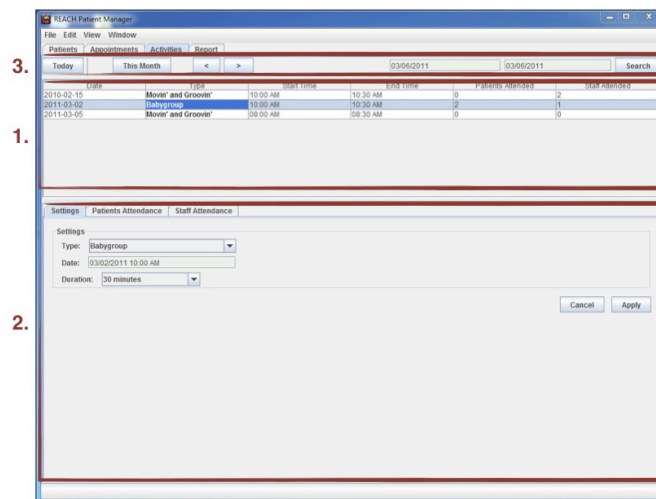 REACH Patient Manager
File Edit View Window
Patients Appointments Activities Report
3. Today This Month < > 03/06/2011 03/06/2011 Search
Date Type Start Time End Time Patients Attended Staff Attended
2010-02-15 Movin' and Groovin' 10:00 AM 10:30 AM 0 2
2011-03-02 Babygroup 10:00 AM 10:30 AM 2 1
2011-03-05 Movin' and Groovin' 08:00 AM 08:30 AM 0 0
1.
Settings Patients Attendance Staff Attendance
Settings
Type: Babygroup
Date: 03/02/2011 10:00 AM
Duration: 30 minutes
Cancel Apply
2.